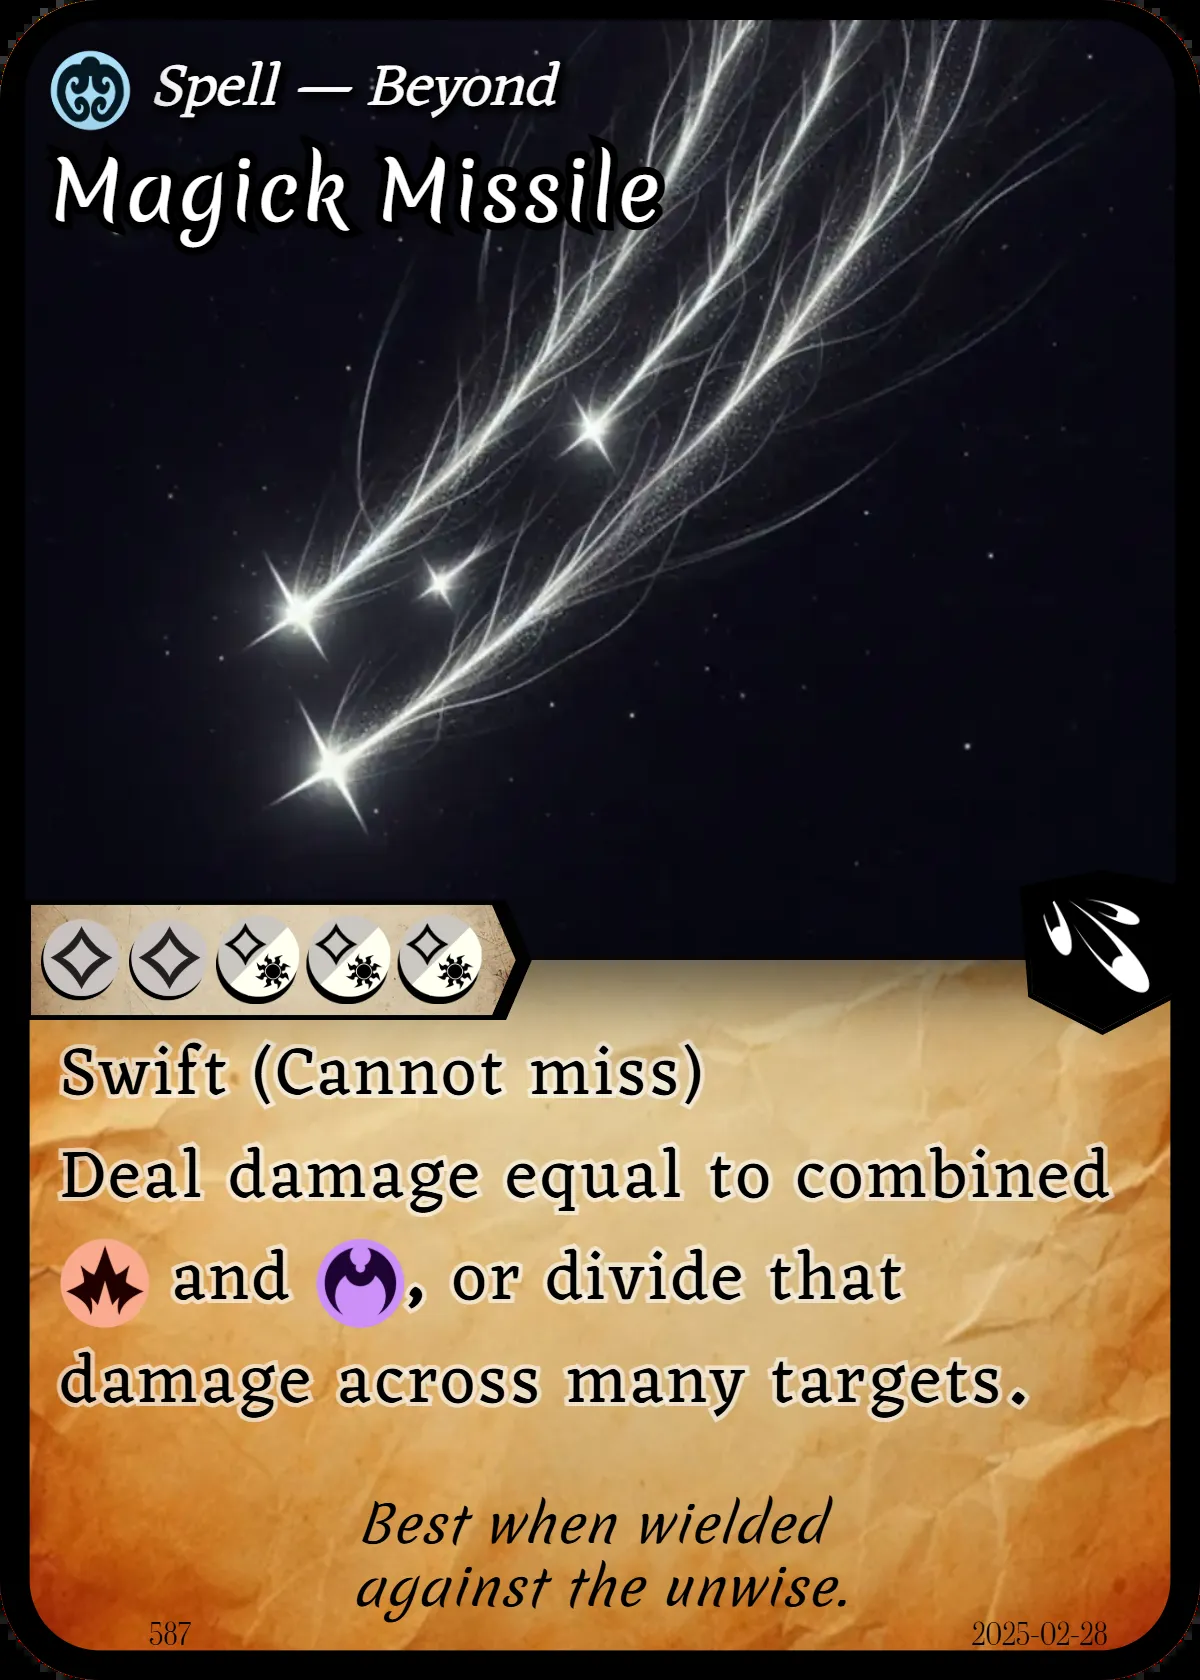 Spell — Beyond
Magick Missile
Swift (Cannot miss)
Deal damage equal to combined
and , or divide that
damage across many targets.
Best when wielded
against the unwise.
587
2025-02-28